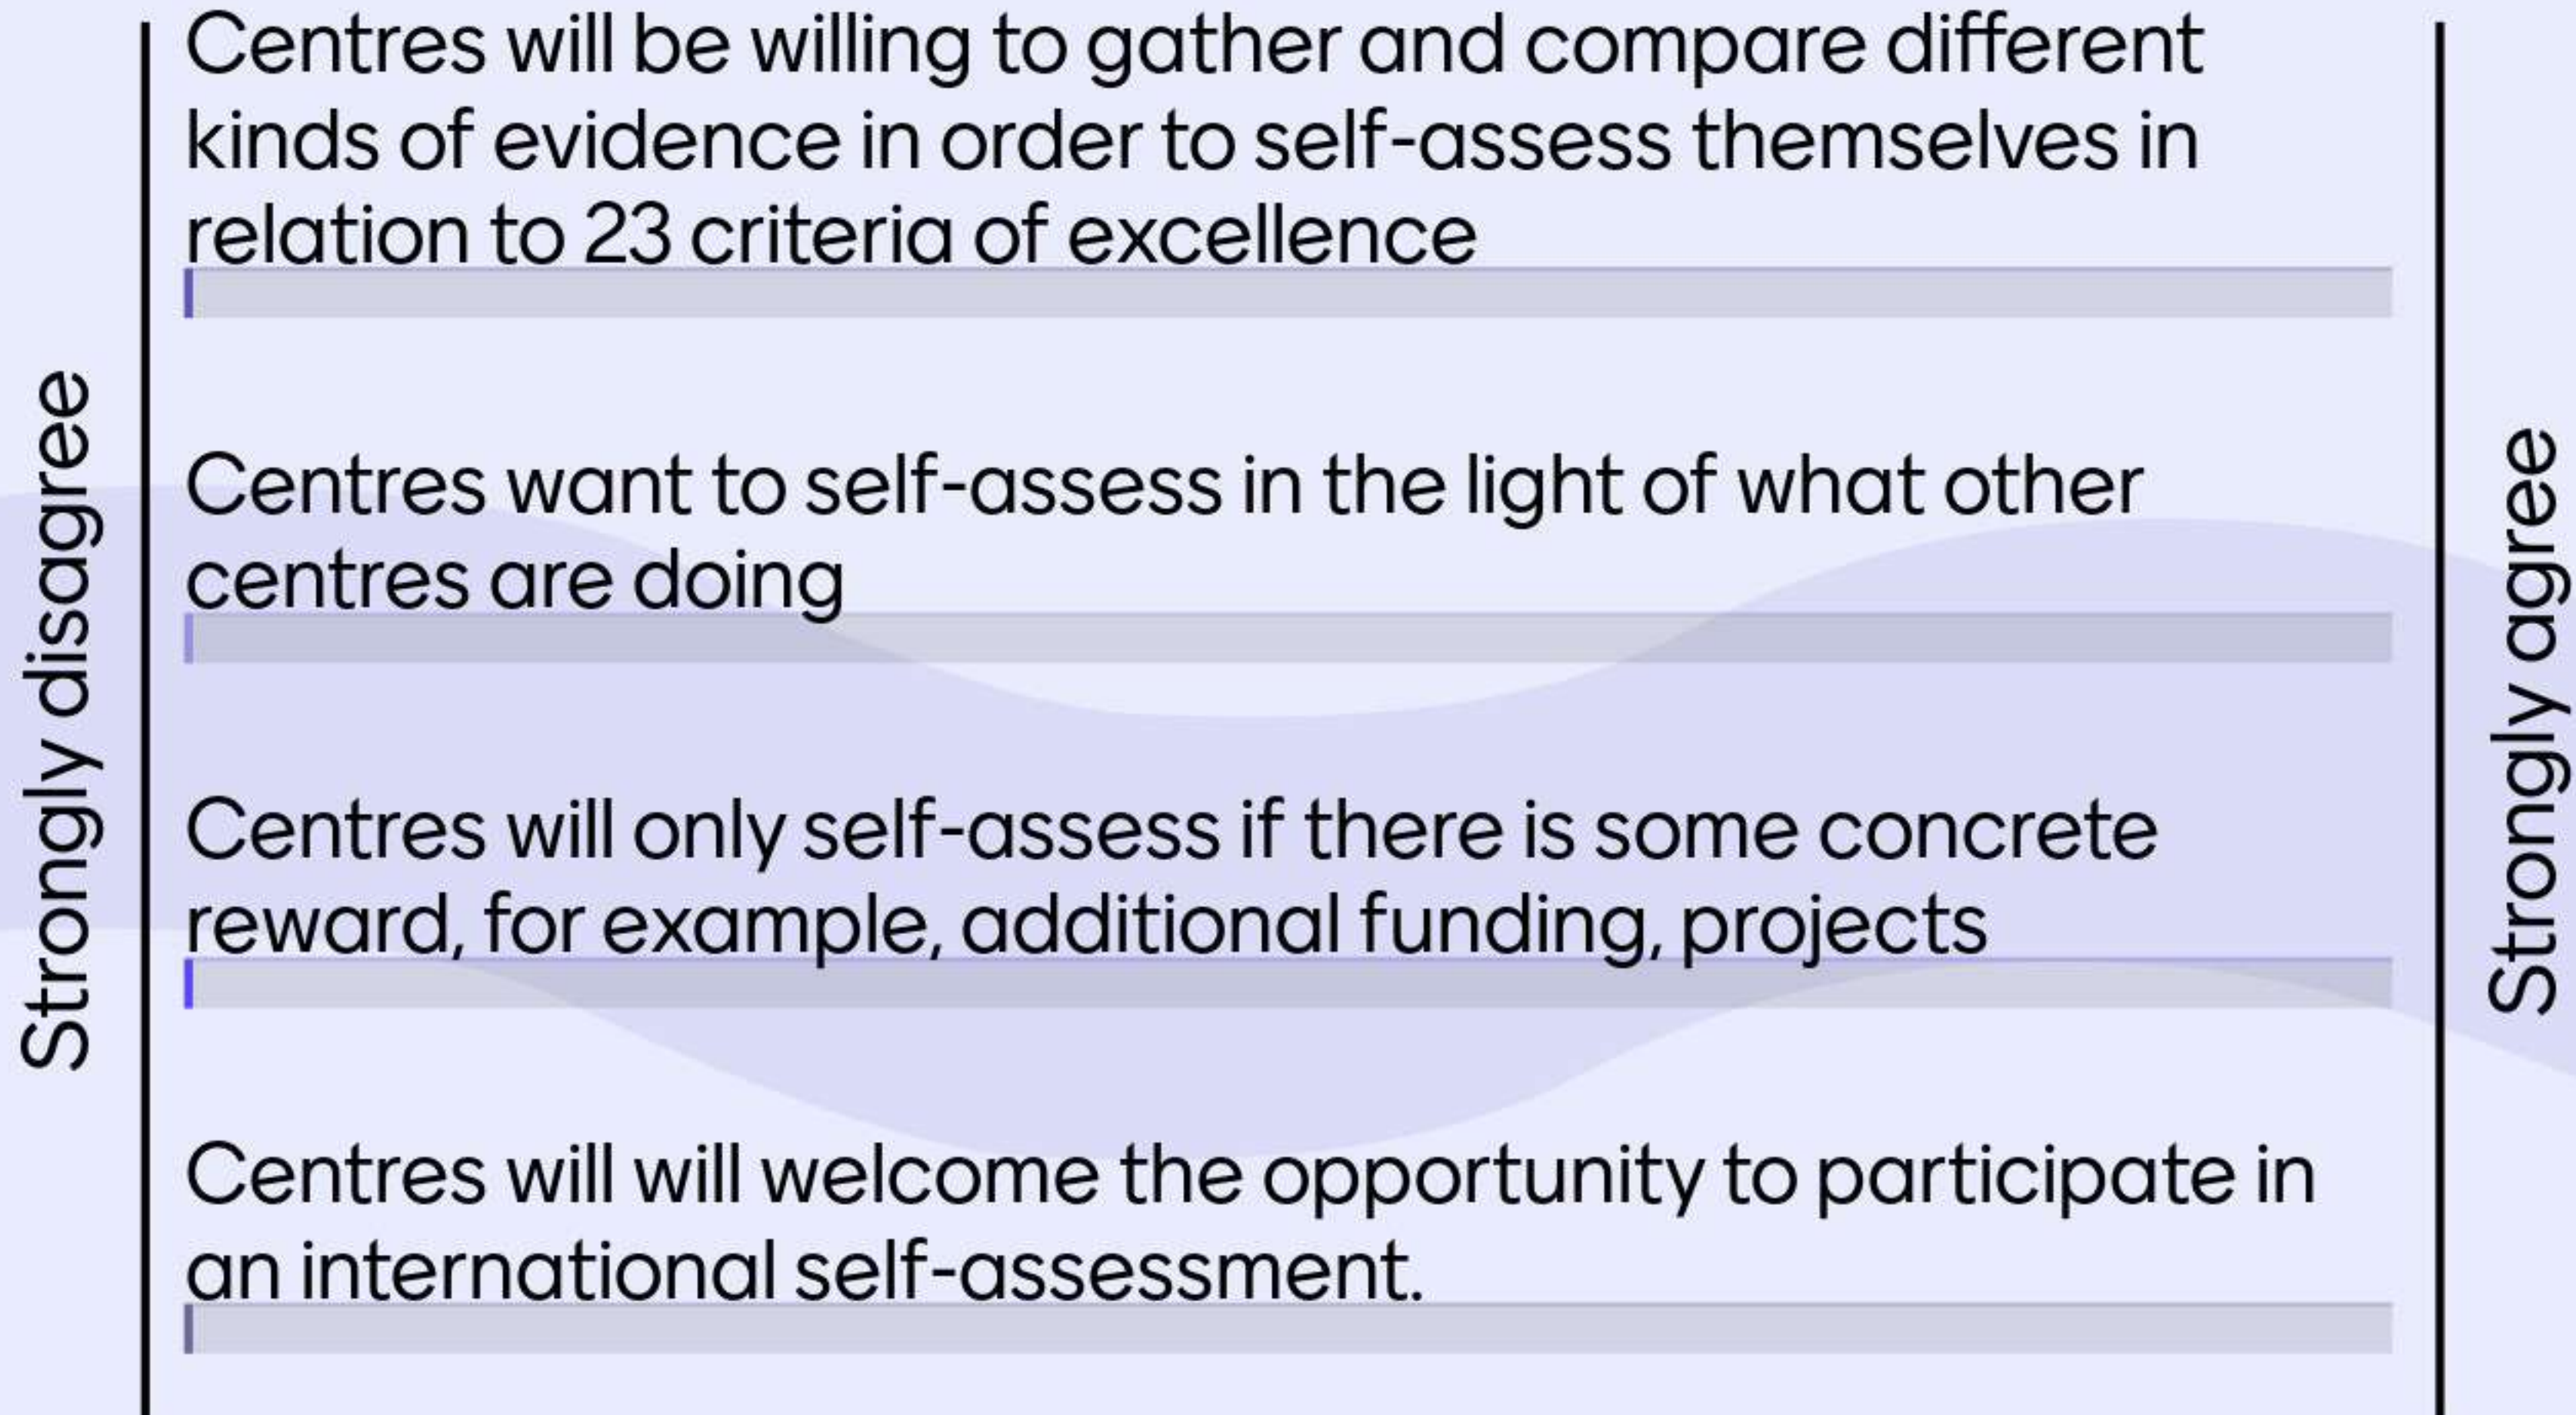 Strongly disagree
Centres will be willing to gather and compare different
kinds of evidence in order to self-assess themselves in
relation to 23 criteria of excellence
Centres want to self-assess in the light of what other
centres are doing
Centres will only self-assess if there is some concrete
reward, for example, additional funding, projects
Centres will will welcome the opportunity to participate in
an international self-assessment.
Strongly agree